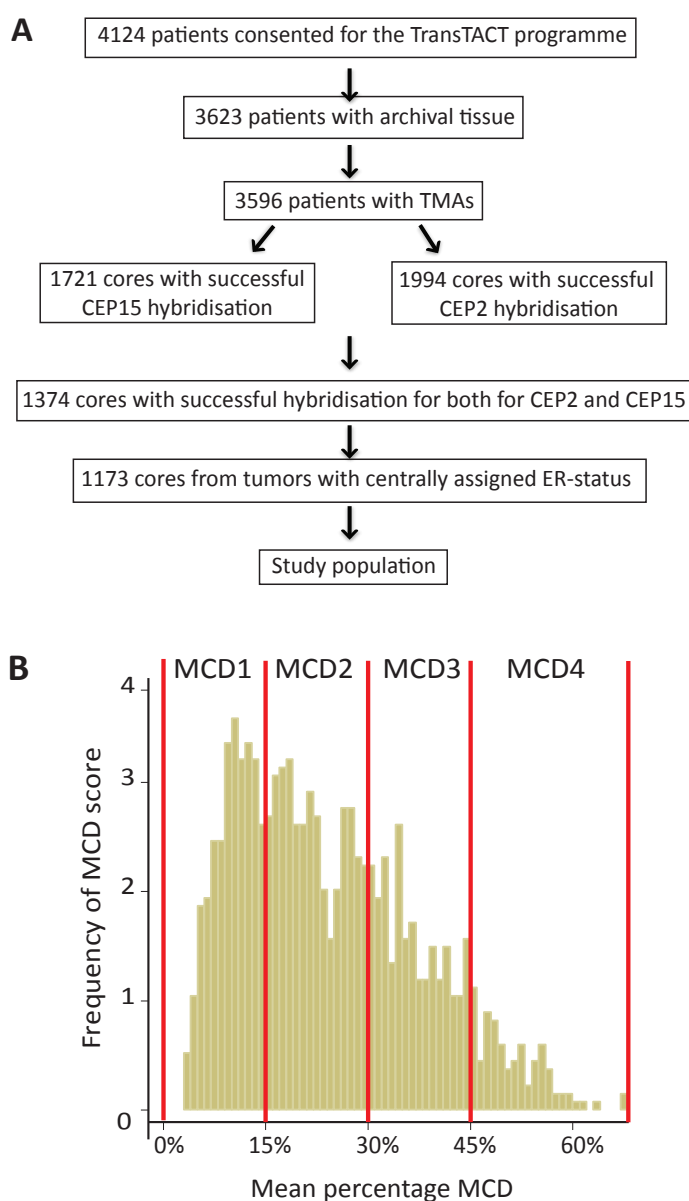 A
4124 patients consented for the TransTACT programme
3623 patients with archival tissue
3596 patients with TMAs
1721 cores with successful
CEP15 hybridisation
1994 cores with successful
CEP2 hybridisation
1374 cores with successful hybridisation for both for CEP2 and CEP15
1173 cores from tumors with centrally assigned ER-status
Study population
B
MCD1 MCD2 MCD3 MCD4
Frequency of MCD score
4
3
2
1
0
0% 15% 30% 45% 60%
Mean percentage MCD